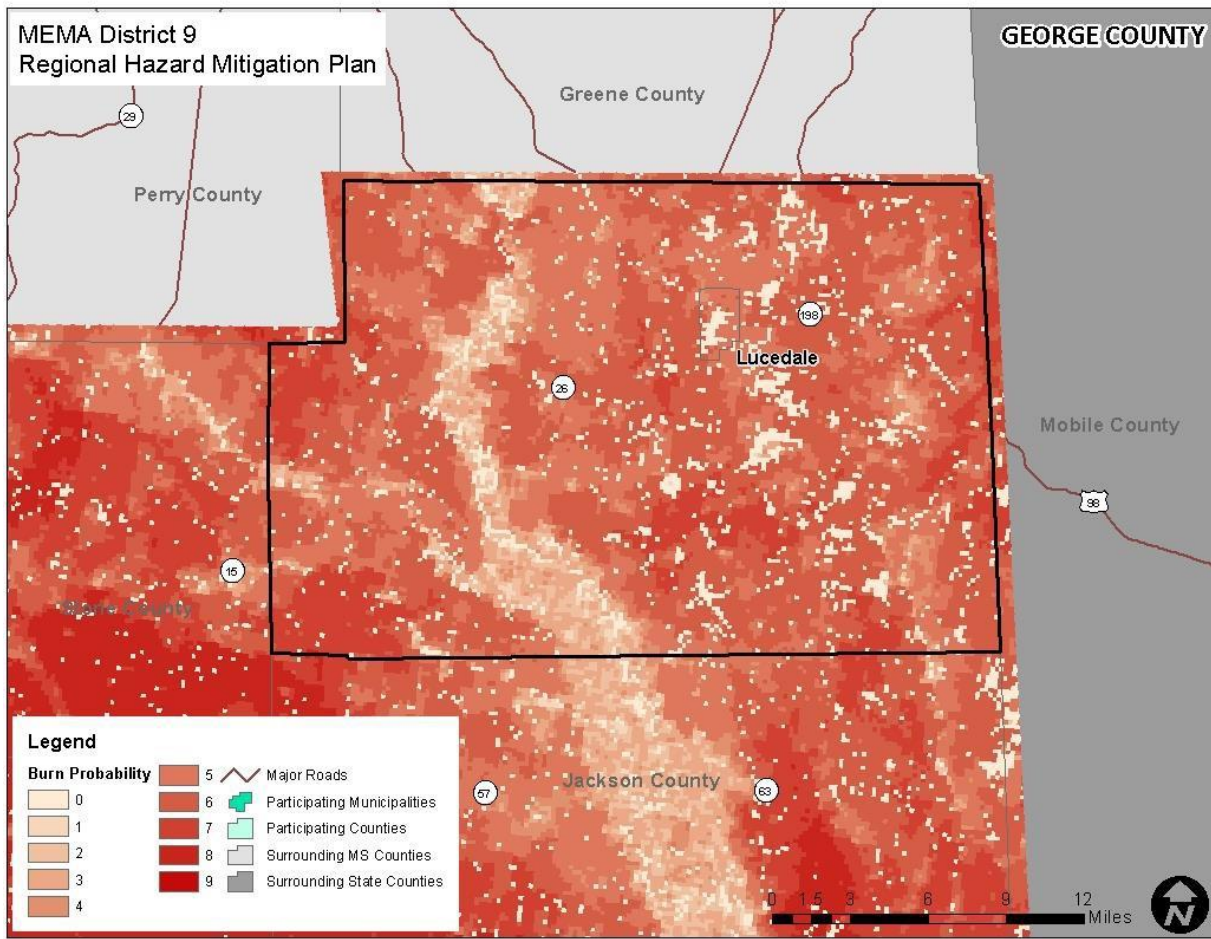 MEMA District 9
Regional Hazard Mitigation Plan
GEORGE COUNTY
Greene County
29
Perry County
198
Lucedale
26
Mobile County
98
15
Stone County
Legend
Burn Probability
0
1
2
3
4
5
6
7
8
9
Major Roads
Participating Municipalities
Participating Counties
Surrounding MS Counties
Surrounding State Counties
Jackson County
57
63
0 1.5 3 6 9 12
Miles
N